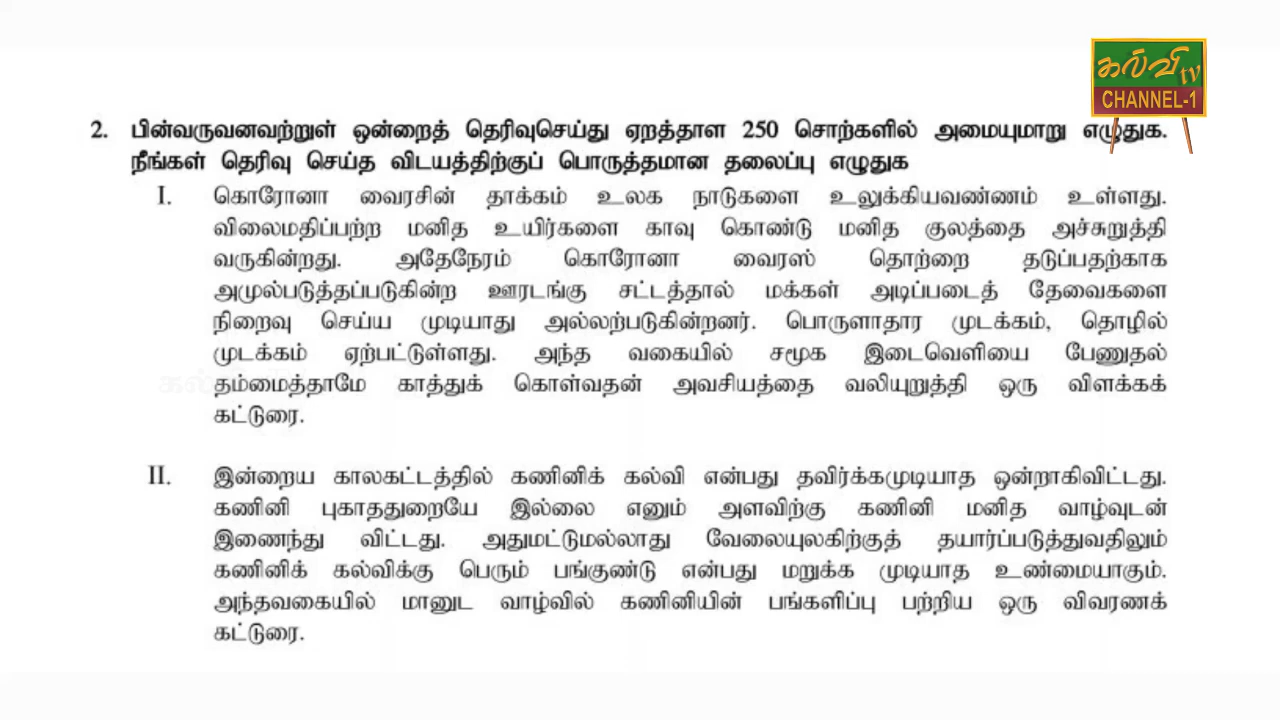 கல்வி tv
CHANNEL-1
2. பின்வருவனவற்றுள் ஒன்றைத் தெரிவுசெய்து ஏறத்தாள 250 சொற்களில் அமையுமாறு எழுதுக.
நீங்கள் தெரிவு செய்த விடயத்திற்குப் பொருத்தமான தலைப்பு எழுதுக
I. கொரோனா வைரசின் தாக்கம் உலக நாடுகளை உலுக்கியவண்ணம் உள்ளது.
விலைமதிப்பற்ற மனித உயிர்களை காவு கொண்டு மனித குலத்தை அச்சுறுத்தி
வருகின்றது. அதேநேரம் கொரோனா வைரஸ் தொற்றை தடுப்பதற்காக
அமுல்படுத்தப்படுகின்ற ஊரடங்கு சட்டத்தால் மக்கள் அடிப்படைத் தேவைகளை
நிறைவு செய்ய முடியாது அல்லற்படுகின்றனர். பொருளாதார முடக்கம், தொழில்
முடக்கம் ஏற்பட்டுள்ளது. அந்த வகையில் சமூக இடைவெளியை பேணுதல்
தம்மைத்தாமே காத்துக் கொள்வதன் அவசியத்தை வலியுறுத்தி ஒரு விளக்கக்
கட்டுரை.
II. இன்றைய காலகட்டத்தில் கணினிக் கல்வி என்பது தவிர்க்கமுடியாத ஒன்றாகிவிட்டது.
கணினி புகாததுறையே இல்லை எனும் அளவிற்கு கணினி மனித வாழ்வுடன்
இணைந்து விட்டது. அதுமட்டுமல்லாது வேலையுலகிற்குத் தயார்ப்படுத்துவதிலும்
கணினிக் கல்விக்கு பெரும் பங்குண்டு என்பது மறுக்க முடியாத உண்மையாகும்.
அந்தவகையில் மானுட வாழ்வில் கணினியின் பங்களிப்பு பற்றிய ஒரு விவரணக்
கட்டுரை.